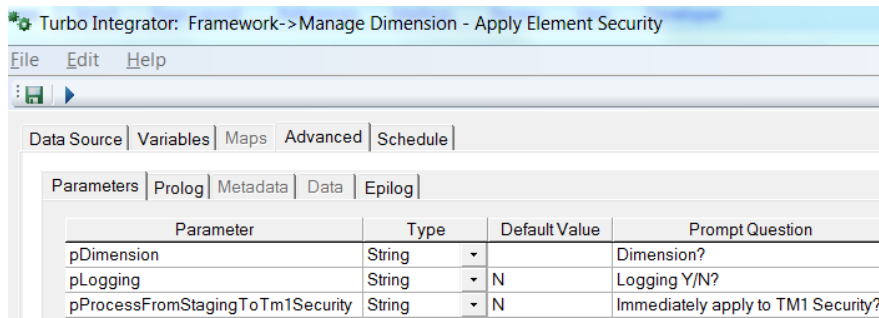 Turbo Integrator: Framework->Manage Dimension - Apply Element Security
File Edit Help
Data Source Variables Maps Advanced Schedule
Parameters Prolog Metadata Data Epilog
Parameter Type Default Value Prompt Question
pDimension String Dimension?
pLogging String N Logging Y/N?
pProcessFromStagingToTm1Security String N Immediately apply to TM1 Security?